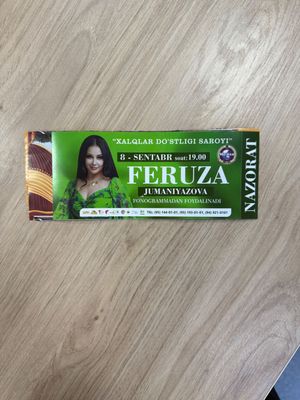 "XALQLAR DO'STLIGI SAROYI"
8 - SENTABR soat: 19.00
FERUZA
JUMANIYAZOVA
FONOGRAMMADAN FOYDALINADI
NAZORAT